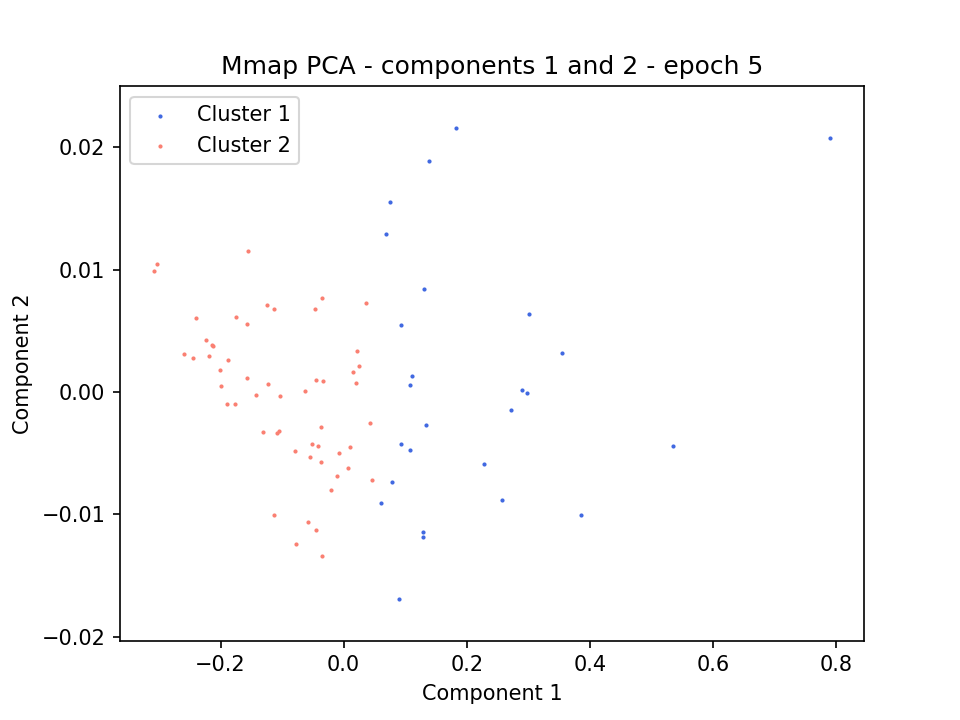 Mmap PCA - components 1 and 2 - epoch 5
Cluster 1
Cluster 2
0.02
0.01
0.00
−0.01
−0.02
Component 2
−0.2
0.0
0.2
0.4
0.6
0.8
Component 1